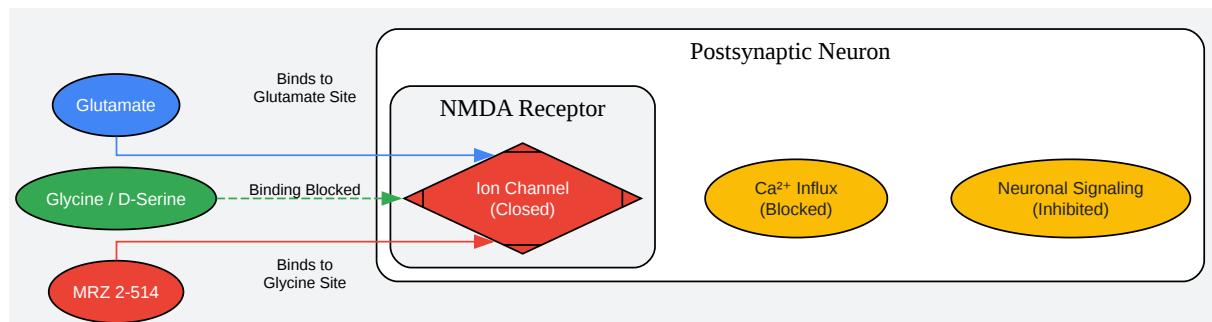 Postsynaptic Neuron
Binds to
Glutamate Site
Glutamate
NMDA Receptor
Glycine / D-Serine
Binding Blocked
Ion Channel
(Closed)
Ca²⁺ Influx
(Blocked)
Neuronal Signaling
(Inhibited)
Binds to
Glycine Site
MRZ 2-514